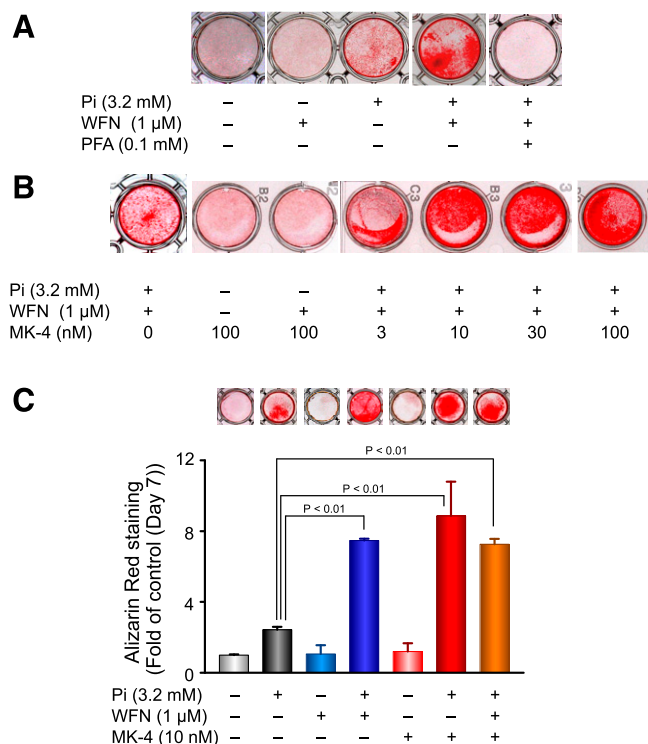 A
Pi (3.2 mM) – – + + +
WFN (1 µM) – + – + +
PFA (0.1 mM) – – – – +
B
B2
C3
B3
3
Pi (3.2 mM) + – – + + + +
WFN (1 µM) + – + + + + +
MK-4 (nM) 0 100 100 3 10 30 100
C
P < 0.01
P < 0.01
P < 0.01
12
8
4
0
Alizarin Red staining
(Fold of control (Day 7))
Pi (3.2 mM) – + – + – + +
WFN (1 µM) – – + + – – +
MK-4 (10 nM) – – – – + + +